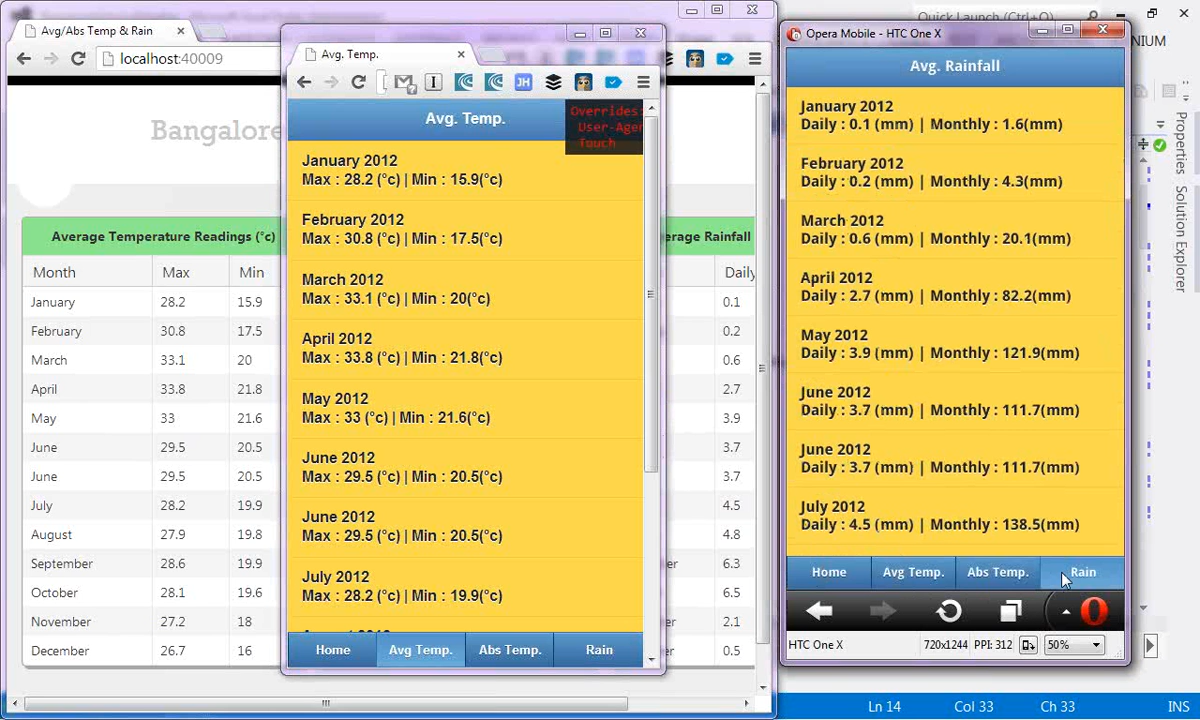 Avg/Abs Temp & Rain
localhost:40009
Bangalore
Average Temperature Readings (°c)
erage Rainfall
Month Max Min Daily
January 28.2 15.9 0.1
February 30.8 17.5 0.2
March 33.1 20 0.6
April 33.8 21.8 2.7
May 33 21.6 3.9
June 29.5 20.5 3.7
June 29.5 20.5 3.7
July 28.2 19.9 4.5
August 27.9 19.8 4.8
September 28.6 19.9 er 6.3
October 28.1 19.6 6.5
November 27.2 18 er 2.1
December 26.7 16 er 0.5
Avg. Temp.
JH
Avg. Temp.
Overrides:
User-Agen
Touch
January 2012
Max : 28.2 (°c) | Min : 15.9(°c)
February 2012
Max : 30.8 (°c) | Min : 17.5(°c)
March 2012
Max : 33.1 (°c) | Min : 20(°c)
April 2012
Max : 33.8 (°c) | Min : 21.8(°c)
May 2012
Max : 33 (°c) | Min : 21.6(°c)
June 2012
Max : 29.5 (°c) | Min : 20.5(°c)
June 2012
Max : 29.5 (°c) | Min : 20.5(°c)
July 2012
Max : 28.2 (°c) | Min : 19.9(°c)
Home Avg Temp. Abs Temp. Rain
Quick Launch (Ctrl+Q)
NIUM
Opera Mobile - HTC One X
Avg. Rainfall
January 2012
Daily : 0.1 (mm) | Monthly : 1.6(mm)
February 2012
Daily : 0.2 (mm) | Monthly : 4.3(mm)
March 2012
Daily : 0.6 (mm) | Monthly : 20.1(mm)
April 2012
Daily : 2.7 (mm) | Monthly : 82.2(mm)
May 2012
Daily : 3.9 (mm) | Monthly : 121.9(mm)
June 2012
Daily : 3.7 (mm) | Monthly : 111.7(mm)
June 2012
Daily : 3.7 (mm) | Monthly : 111.7(mm)
July 2012
Daily : 4.5 (mm) | Monthly : 138.5(mm)
Home Avg Temp. Abs Temp. Rain
HTC One X 720x1244 PPI: 312 50%
Properties
Solution Explorer
Ln 14 Col 33 Ch 33 INS